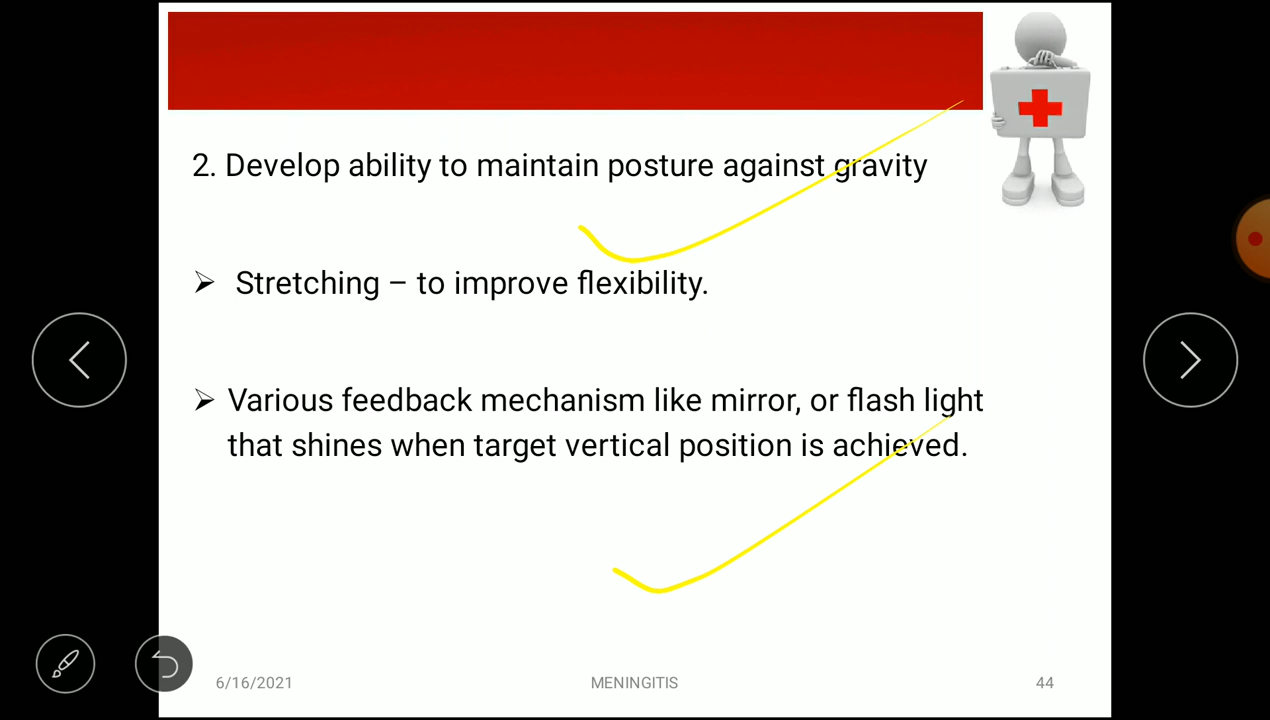 2. Develop ability to maintain posture against gravity
➢ Stretching – to improve flexibility.
➢ Various feedback mechanism like mirror, or flash light
that shines when target vertical position is achieved.
6/16/2021
MENINGITIS
44